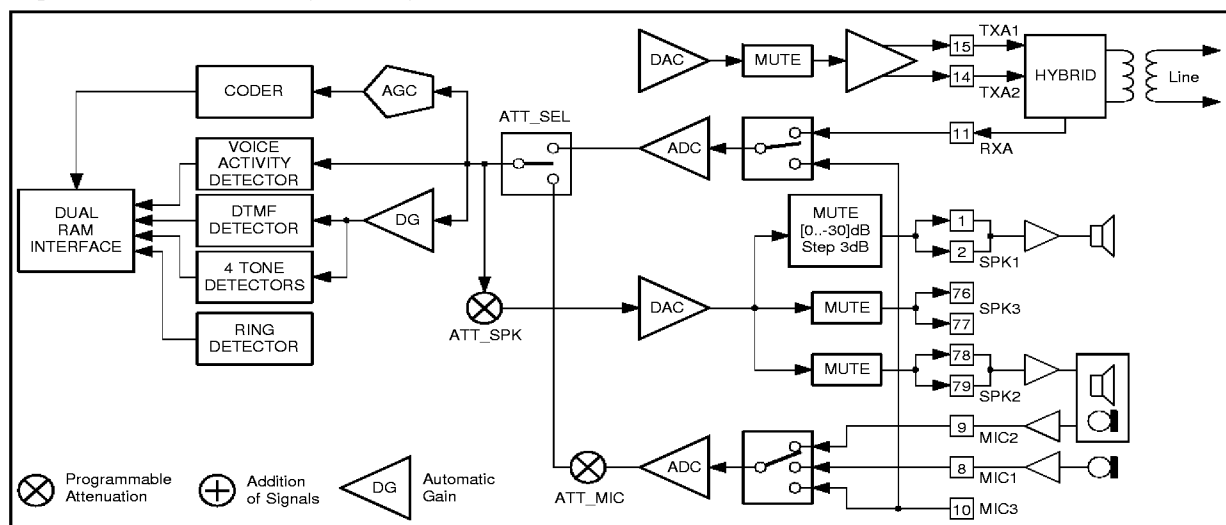 DAC
MUTE
15
TXA1
14
TXA2
HYBRID
Line
CODER
AGC
ATT_SEL
ADC
11
RXA
VOICE
ACTIVITY
DETECTOR
DUAL
RAM
INTERFACE
DTMF
DETECTOR
DG
4 TONE
DETECTORS
RING
DETECTOR
ATT_SPK
DAC
MUTE
[0..-30]dB
Step 3dB
1
2
SPK1
MUTE
76
77
SPK3
MUTE
78
79
SPK2
9
MIC2
8
MIC1
10
MIC3
ADC
ATT_MIC
Programmable
Attenuation
Addition
of Signals
DG
Automatic
Gain